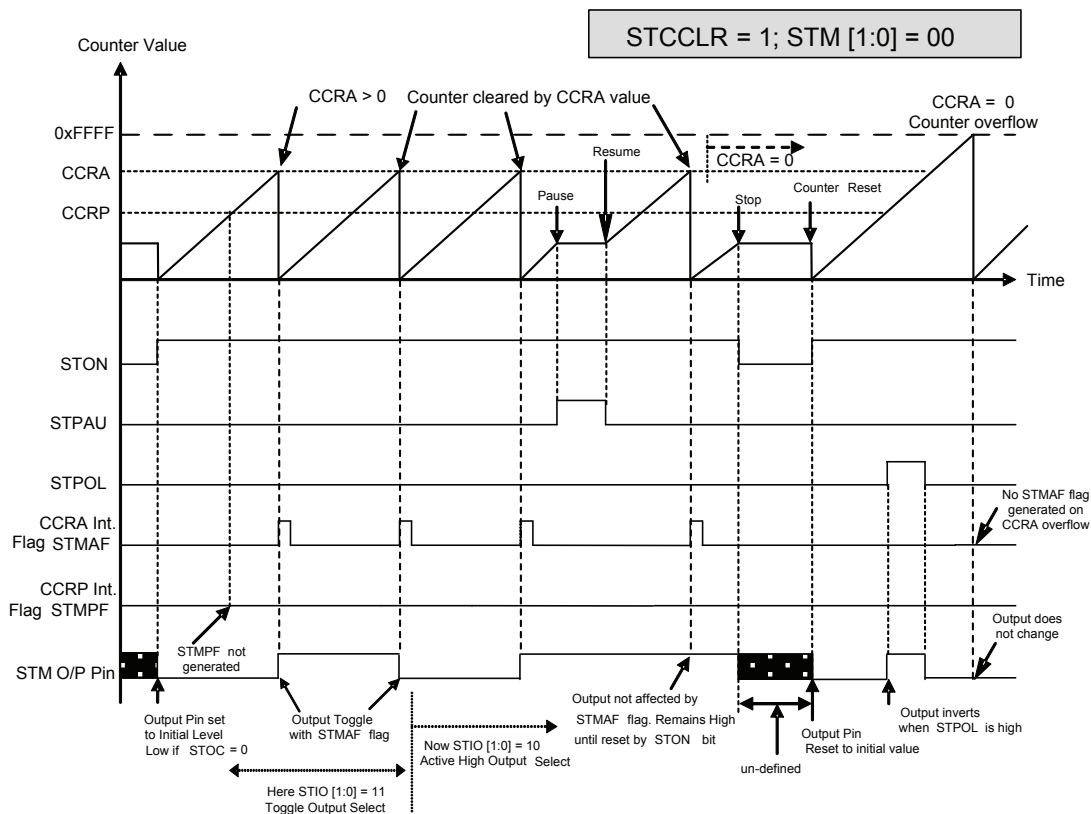 STCCLR = 1; STM [1:0] = 00
Counter Value
CCRA > 0
Counter cleared by CCRA value
CCRA = 0
Counter overflow
0xFFFF
Resume
CCRA = 0
CCRA
Pause
Stop
Counter Reset
CCRP
Time
STON
STPAU
STPOL
No STMAF flag
generated on
CCRA overflow
CCRA Int.
Flag STMAF
CCRP Int.
Flag STMPF
STMPF not
generated
Output does
not change
STM O/P Pin
Output Pin set
to Initial Level
Low if STOC = 0
Output Toggle
with STMAF flag
Now STIO [1:0] = 10
Active High Output Select
Output not affected by
STMAF flag. Remains High
until reset by STON bit
un-defined
Output Pin
Reset to initial value
Output inverts
when STPOL is high
Here STIO [1:0] = 11
Toggle Output Select